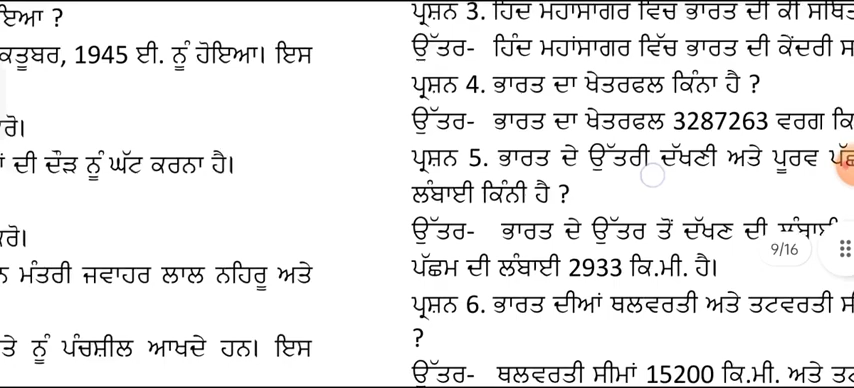 ਇਆ ?
ਕਤੂਬਰ, 1945 ਈ. ਨੂੰ ਹੋਇਆ। ਇਸ
ਰੋ।
ਦੀ ਦੌੜ ਨੂੰ ਘੱਟ ਕਰਨਾ ਹੈ।
ਰੋ।
ਨ ਮੰਤਰੀ ਜਵਾਹਰ ਲਾਲ ਨਹਿਰੂ ਅਤੇ
ਤੇ ਨੂੰ ਪੰਚਸ਼ੀਲ ਆਖਦੇ ਹਨ। ਇਸ
ਪ੍ਰਸ਼ਨ 3. ਹਿੰਦ ਮਹਾਂਸਾਗਰ ਵਿੱਚ ਭਾਰਤ ਦੀ ਕੀ
ਉੱਤਰ- ਹਿੰਦ ਮਹਾਂਸਾਗਰ ਵਿੱਚ ਭਾਰਤ ਦੀ ਕੇਂਦਰੀ ਸ
ਪ੍ਰਸ਼ਨ 4. ਭਾਰਤ ਦਾ ਖੇਤਰਫਲ ਕਿੰਨਾ ਹੈ ?
ਉੱਤਰ- ਭਾਰਤ ਦਾ ਖੇਤਰਫਲ 3287263 ਵਰਗ ਕਿ
ਪ੍ਰਸ਼ਨ 5. ਭਾਰਤ ਦੇ ਉੱਤਰੀ ਦੱਖਣੀ ਅਤੇ ਪੂਰਵ
ਲੰਬਾਈ ਕਿੰਨੀ ਹੈ ?
ਉੱਤਰ- ਭਾਰਤ ਦੇ ਉੱਤਰ ਤੋਂ ਦੱਖਣ ਦੀ
ਪੱਛਮ ਦੀ ਲੰਬਾਈ 2933 ਕਿ.ਮੀ. ਹੈ।
ਪ੍ਰਸ਼ਨ 6. ਭਾਰਤ ਦੀਆਂ ਥਲਵਰਤੀ ਅਤੇ ਤਟਵਰਤੀ ਸੀ
?
ਉੱਤਰ- ਥਲਵਰਤੀ ਸੀਮਾਂ 15200 ਕਿ.ਮੀ. ਅਤੇ
9/16